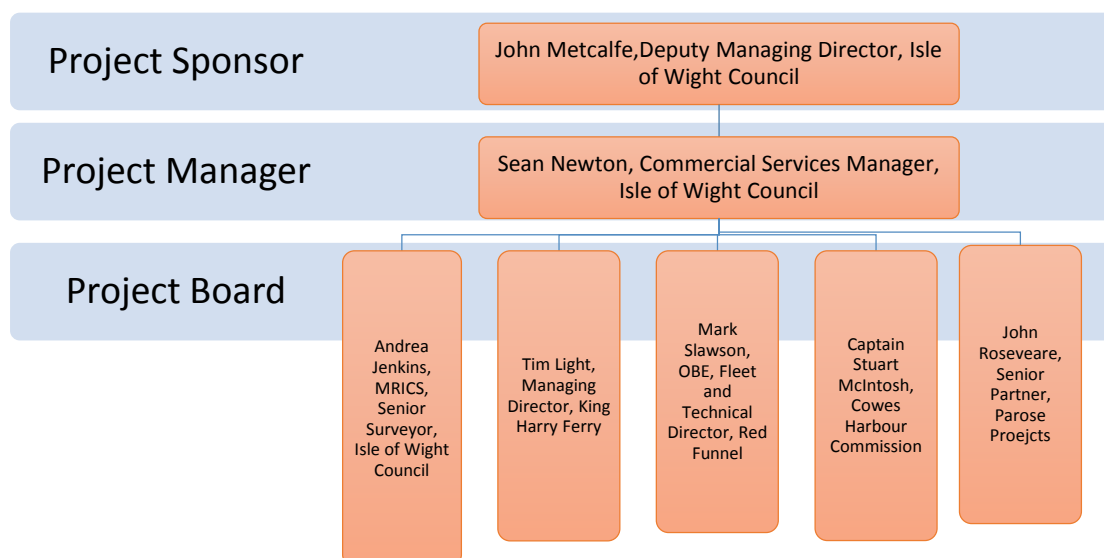 Project Sponsor
John Metcalfe,Deputy Managing Director, Isle
of Wight Council
Project Manager
Sean Newton, Commercial Services Manager,
Isle of Wight Council
Project Board
Andrea
Jenkins,
MRICS,
Senior
Surveyor,
Isle of Wight
Council
Tim Light,
Managing
Director, King
Harry Ferry
Mark
Slawson,
OBE, Fleet
and
Technical
Director, Red
Funnel
Captain
Stuart
McIntosh,
Cowes
Harbour
Commission
John
Roseveare,
Senior
Partner,
Parose
Proejcts